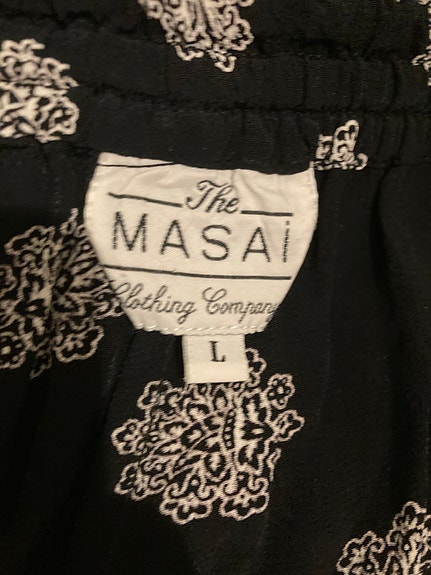 The
MASAi
Clothing Company
L